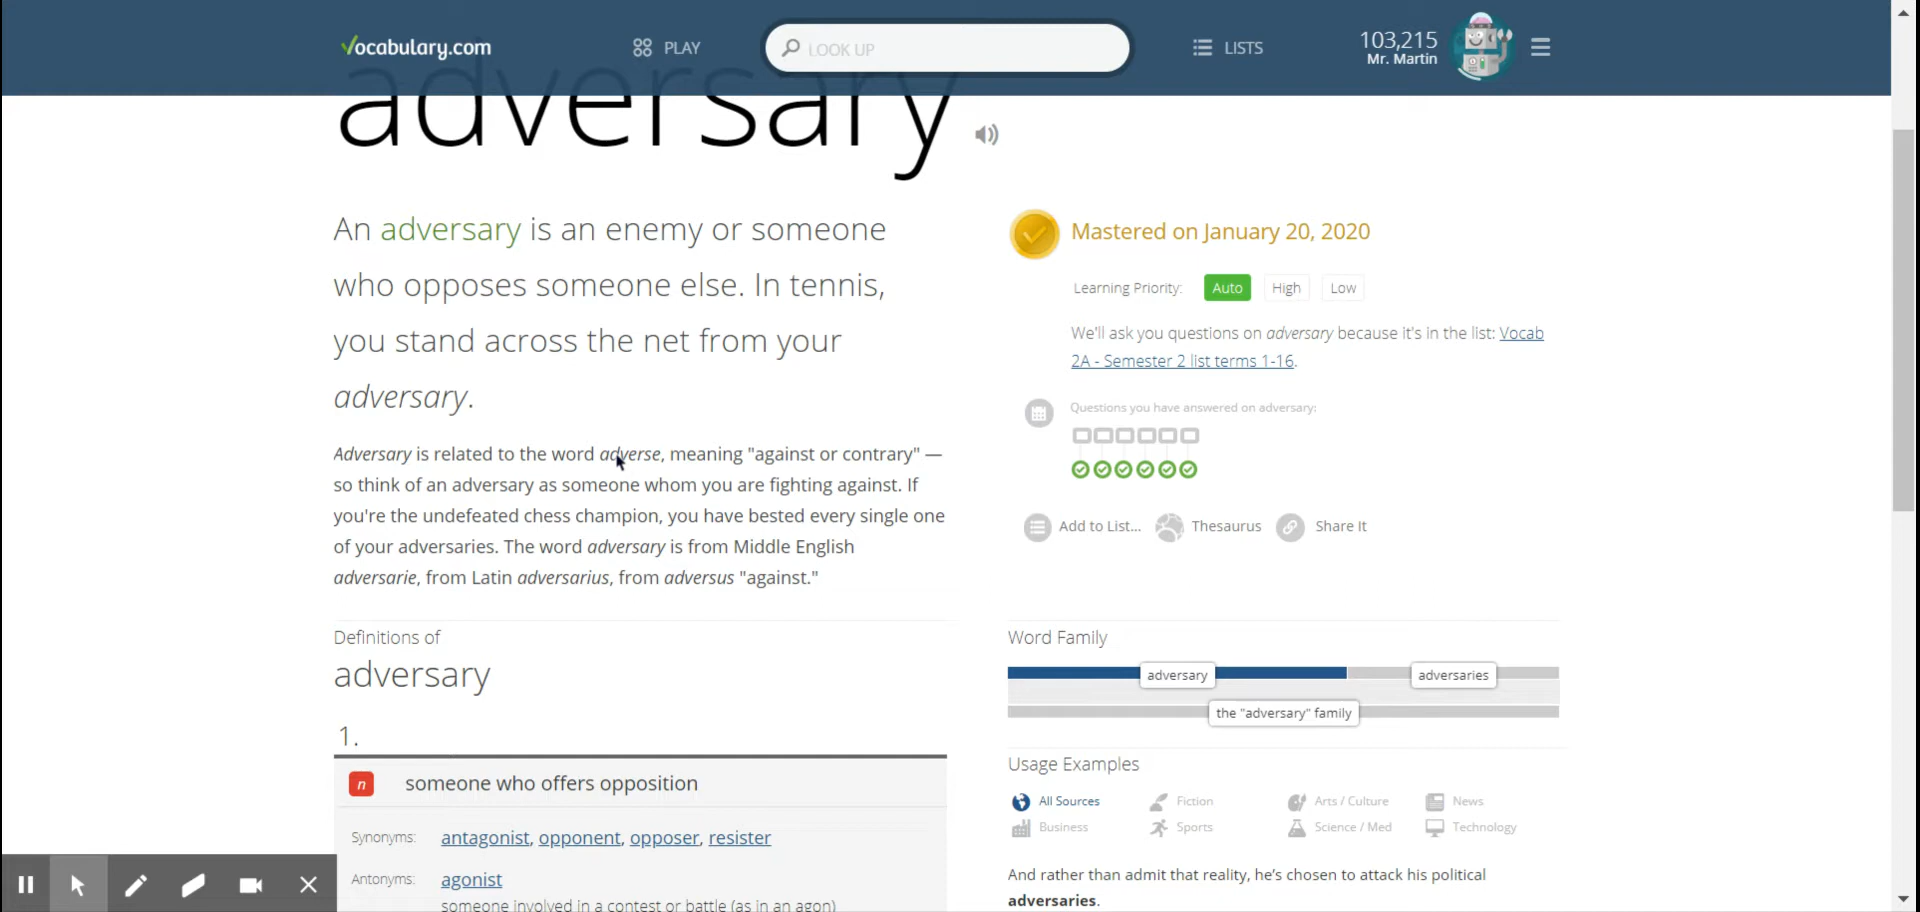 Vocabulary.com
PLAY
LOOK UP
LISTS
103,215
Mr. Martin
adversary
An adversary is an enemy or someone
who opposes someone else. In tennis,
you stand across the net from your
adversary.
Adversary is related to the word adverse, meaning "against or contrary" —
so think of an adversary as someone whom you are fighting against. If
you're the undefeated chess champion, you have bested every single one
of your adversaries. The word adversary is from Middle English
adversarie, from Latin adversarius, from adversus "against."
Mastered on January 20, 2020
Learning Priority: Auto High Low
We'll ask you questions on adversary because it's in the list: Vocab
2A - Semester 2 list terms 1-16.
Questions you have answered on adversary:
Add to List... Thesaurus Share It
Definitions of
adversary
1.
n someone who offers opposition
Synonyms: antagonist, opponent, opposer, resister
Antonyms: agonist
someone involved in a contest or battle (as in an agon)
Word Family
adversary adversaries
the "adversary" family
Usage Examples
All Sources Fiction Arts / Culture News
Business Sports Science / Med Technology
And rather than admit that reality, he's chosen to attack his political
adversaries.